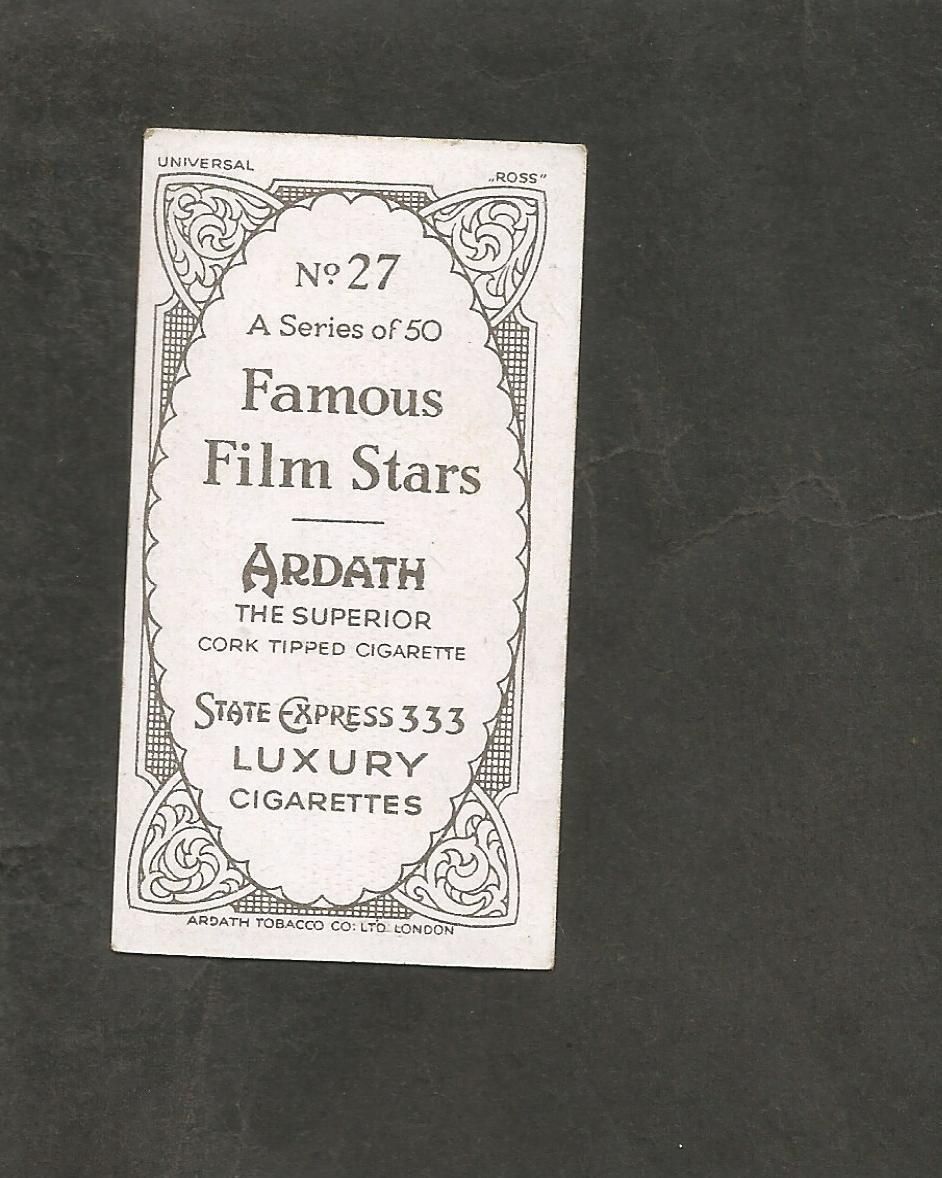 UNIVERSAL
„ROSS”
Nº 27
A Series of 50
Famous
Film Stars
ARDATH
THE SUPERIOR
CORK TIPPED CIGARETTE
STATE EXPRESS 333
LUXURY
CIGARETTES
ARDATH TOBACCO CO: LTD. LONDON